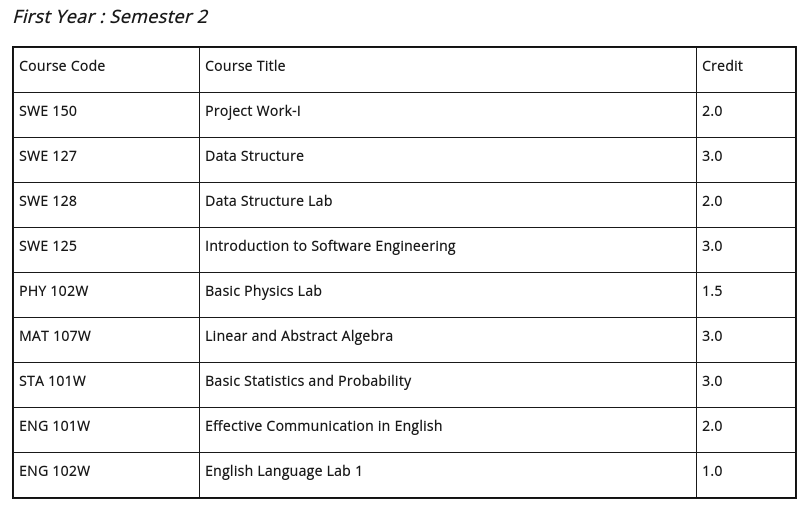 First Year : Semester 2
Course Code Course Title Credit
SWE 150 Project Work-I 2.0
SWE 127 Data Structure 3.0
SWE 128 Data Structure Lab 2.0
SWE 125 Introduction to Software Engineering 3.0
PHY 102W Basic Physics Lab 1.5
MAT 107W Linear and Abstract Algebra 3.0
STA 101W Basic Statistics and Probability 3.0
ENG 101W Effective Communication in English 2.0
ENG 102W English Language Lab 1 1.0